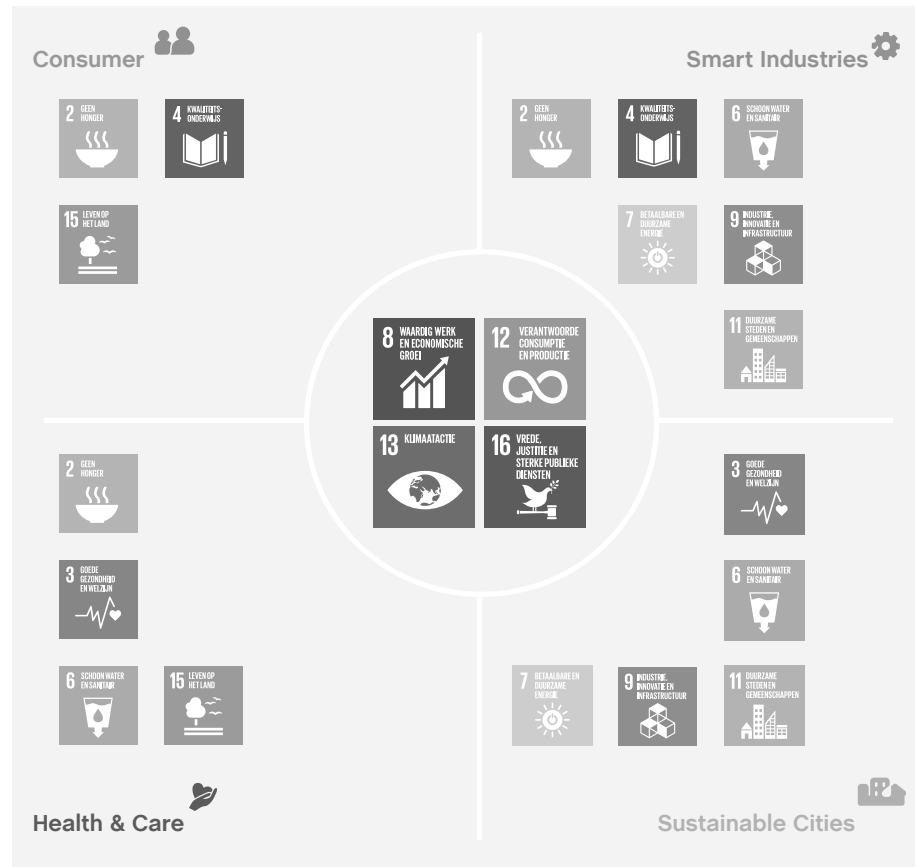 Consumer
2 GEEN
HONGER
4 KWALITEITS-
ONDERWIJS
15 LEVEN OP
HET LAND
Smart Industries
2 GEEN
HONGER
4 KWALITEITS-
ONDERWIJS
6 SCHOON WATER
EN SANITAIR
7 BETAALBARE EN
DUURZAME
ENERGIE
9 INDUSTRIE,
INNOVATIE EN
INFRASTRUCTUUR
11 DUURZAME
STEDEN EN
GEMEENSCHAPPEN
8 WAARDIG WERK
EN ECONOMISCHE
GROEI
12 VERANTWOORDE
CONSUMPTIE
EN PRODUCTIE
13 KLIMAATACTIE
16 VREDE,
JUSTITIE EN
STERKE PUBLIEKE
DIENSTEN
2 GEEN
HONGER
3 GOEDE
GEZONDHEID
EN WELZIJN
6 SCHOON WATER
EN SANITAIR
15 LEVEN OP
HET LAND
Health & Care
3 GOEDE
GEZONDHEID
EN WELZIJN
6 SCHOON WATER
EN SANITAIR
7 BETAALBARE EN
DUURZAME
ENERGIE
9 INDUSTRIE,
INNOVATIE EN
INFRASTRUCTUUR
11 DUURZAME
STEDEN EN
GEMEENSCHAPPEN
Sustainable Cities